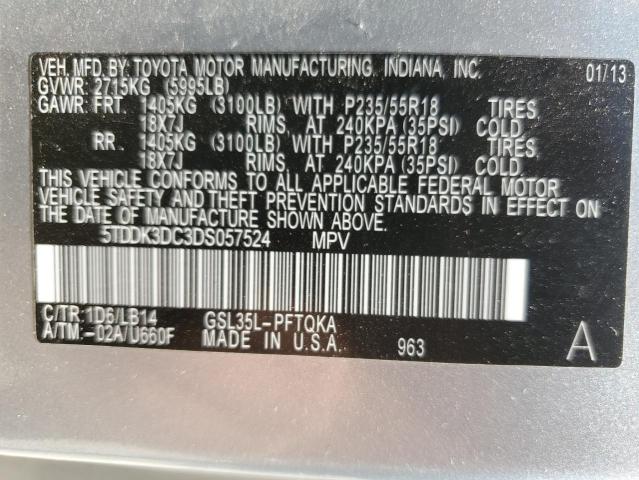 VEH. MFD. BY: TOYOTA MOTOR MANUFACTURING, INDIANA, INC. 01/13
GVWR: 2715KG (5995LB)
GAWR: FRT 1405KG (3100LB) WITH P235/55R18 TIRES,
18X7J RIMS, AT 240KPA (35PSI) COLD.
RR 1405KG (3100LB) WITH P235/55R18 TIRES,
18X7J RIMS, AT 240KPA (35PSI) COLD.
THIS VEHICLE CONFORMS TO ALL APPLICABLE FEDERAL MOTOR
VEHICLE SAFETY AND THEFT PREVENTION STANDARDS IN EFFECT ON
THE DATE OF MANUFACTURE SHOWN ABOVE.
5TDDK3DC3DS057524 MPV
C/TR: 1D6/LB14 GSL35L-PFTQKA
A/TM: -02A/U660F MADE IN U.S.A. 963 A